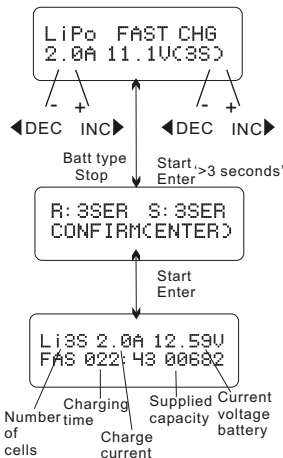 LiPo FAST CHG
2.0A 11.1V(3S)
- + - +
◀DEC INC▶ ◀DEC INC▶
Batt type
Stop
Start
Enter
'>3 seconds'
R:3SER S:3SER
CONFIRM(ENTER)
Start
Enter
Li3S 2.0A 12.59V
FAS 022:43 00682
Number
of
cells
Charging
time
Charge
current
Supplied
capacity
Current
voltage
battery